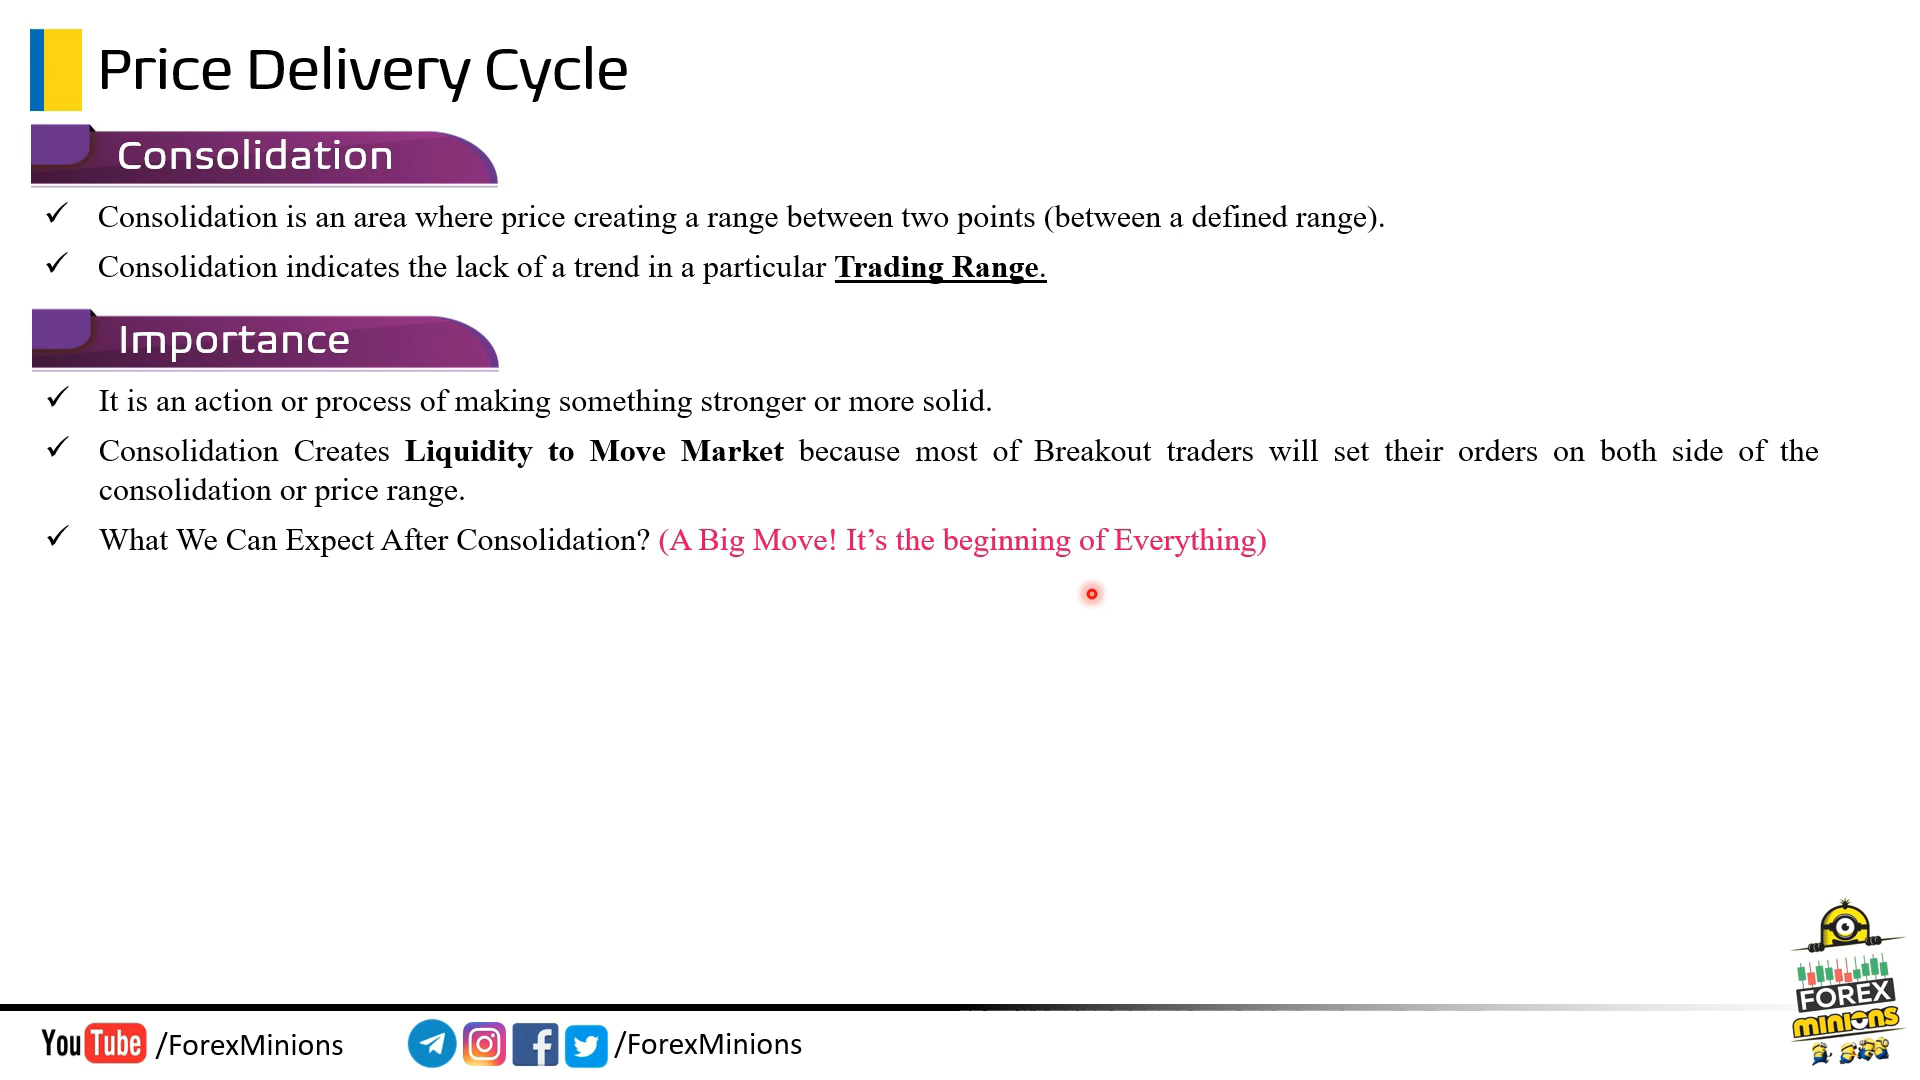 Price Delivery Cycle
Consolidation
✓ Consolidation is an area where price creating a range between two points (between a defined range).
✓ Consolidation indicates the lack of a trend in a particular Trading Range.
Importance
✓ It is an action or process of making something stronger or more solid.
✓ Consolidation Creates Liquidity to Move Market because most of Breakout traders will set their orders on both side of the
consolidation or price range.
✓ What We Can Expect After Consolidation? (A Big Move! It’s the beginning of Everything)
FOREX
minions
YouTube /ForexMinions
/ForexMinions